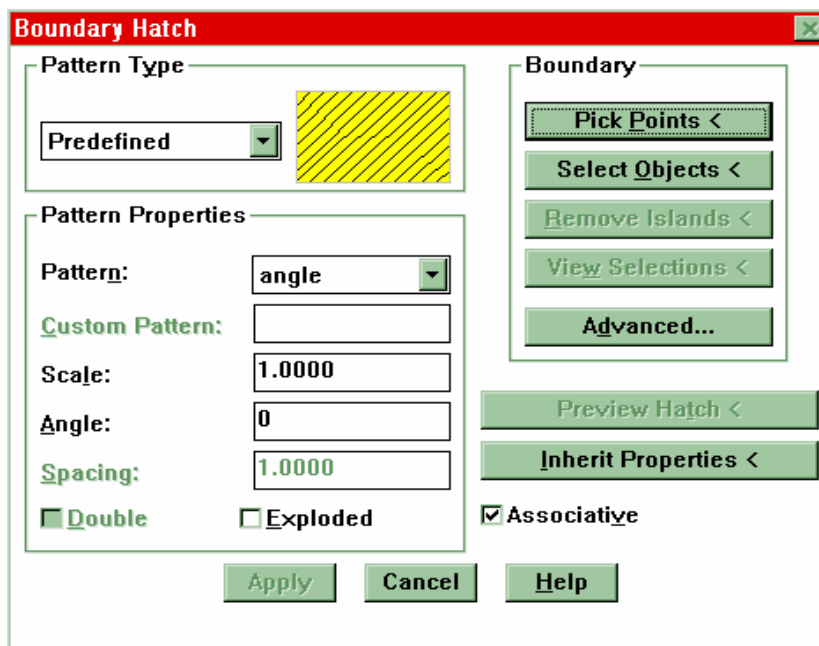 Boundary Hatch
Pattern Type
Predefined
Pattern Properties
Pattern:
angle
Custom Pattern:
Scale:
1.0000
Angle:
0
Spacing:
1.0000
Double
Exploded
Boundary
Pick Points <
Select Objects <
Remove Islands <
View Selections <
Advanced...
Preview Hatch <
Inherit Properties <
Associative
Apply
Cancel
Help